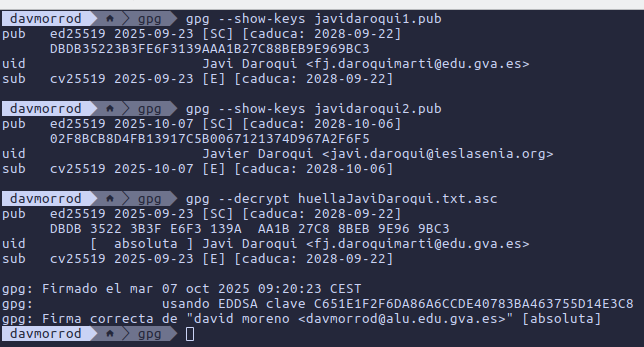 davmorrod gpg gpg --show-keys javidaroqui1.pub
pub ed25519 2025-09-23 [SC] [caduca: 2028-09-22]
DBDB35223B3FE6F3139AAA1B27C88BEB9E969BC3
uid Javi Daroqui <fj.daroquimarti@edu.gva.es>
sub cv25519 2025-09-23 [E] [caduca: 2028-09-22]
davmorrod gpg gpg --show-keys javidaroqui2.pub
pub ed25519 2025-10-07 [SC] [caduca: 2028-10-06]
02F8BCB8D4FB13917C5B0067121374D967A2F6F5
uid Javier Daroqui <javi.daroqui@ieslasenia.org>
sub cv25519 2025-10-07 [E] [caduca: 2028-10-06]
davmorrod gpg gpg --decrypt huellaJaviDaroqui.txt.asc
pub ed25519 2025-09-23 [SC] [caduca: 2028-09-22]
DBDB 3522 3B3F E6F3 139A AA1B 27C8 8BEB 9E96 9BC3
uid [ absoluta ] Javi Daroqui <fj.daroquimarti@edu.gva.es>
sub cv25519 2025-09-23 [E] [caduca: 2028-09-22]
gpg: Firmado el mar 07 oct 2025 09:20:23 CEST
gpg: usando EDDSA clave C651E1F2F6DA86A6CCDE40783BA463755D14E3C8
gpg: Firma correcta de "david moreno <davmorrod@alu.edu.gva.es>" [absoluta]
davmorrod gpg